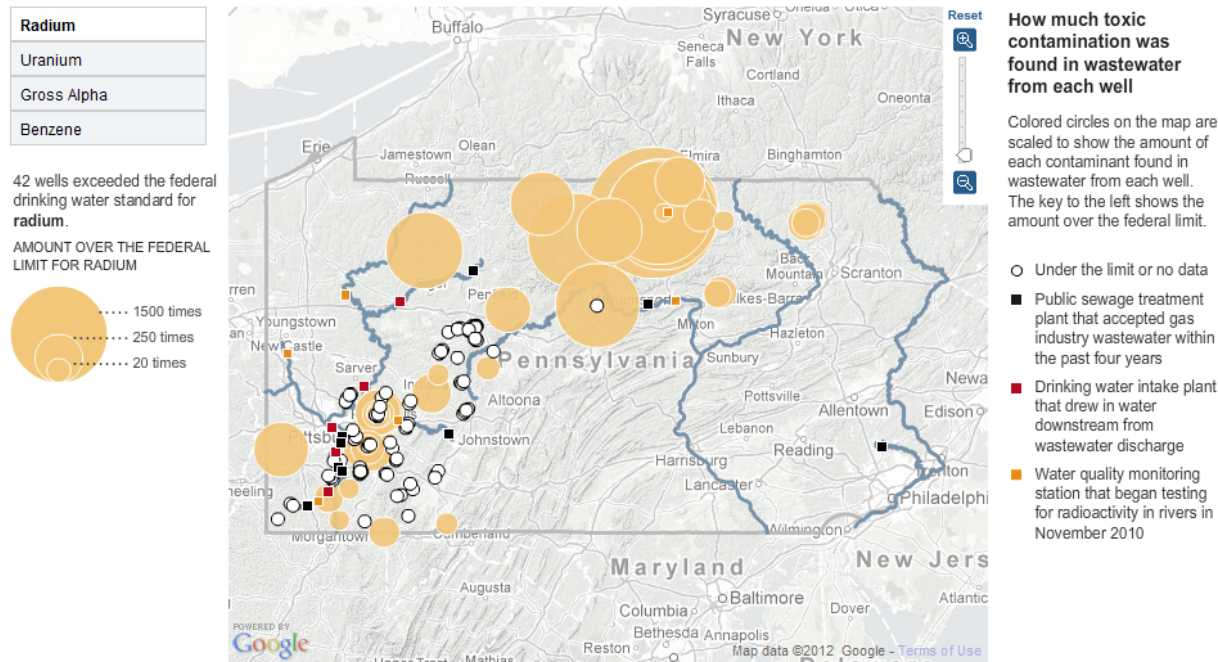 Radium
Uranium
Gross Alpha
Benzene
42 wells exceeded the federal
drinking water standard for
radium.
AMOUNT OVER THE FEDERAL
LIMIT FOR RADIUM
1500 times
250 times
20 times
Buffalo
Syracuse
New York
Seneca
Falls
Cortland
Ithaca
Oneonta
Erie
Jamestown
Olean
Elmira
Binghamton
Russell
Back
Mountain
Scranton
Penfield
Wilkes-Barre
Youngstown
Milton
Hazleton
New Castle
Pennsylvania
Sunbury
Sarver
Altoona
Pottsville
Allentown
Edison
Lebanon
Johnstown
Reading
Harrisburg
Lancaster
Philadelphi
Wilmington
Morgantown
Cumberland
New Jers
Maryland
Augusta
Baltimore
Columbia
Dover
Atlantic
Bethesda
Annapolis
Reston
POWERED BY
Google
Map data ©2012 Google - Terms of Use
Reset
How much toxic
contamination was
found in wastewater
from each well
Colored circles on the map are
scaled to show the amount of
each contaminant found in
wastewater from each well.
The key to the left shows the
amount over the federal limit.
Under the limit or no data
Public sewage treatment
plant that accepted gas
industry wastewater within
the past four years
Drinking water intake plant
that drew in water
downstream from
wastewater discharge
Water quality monitoring
station that began testing
for radioactivity in rivers in
November 2010